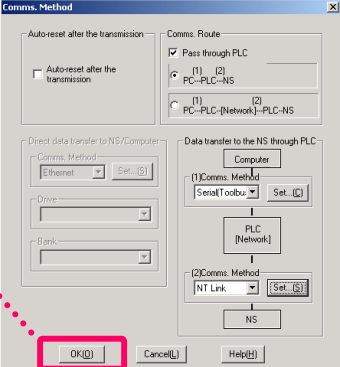 Comms. Method
Auto-reset after the transmission
Auto-reset after the
transmission
Comms. Route
Pass through PLC
(1) (2)
PC---PLC---NS
(1) (2)
PC---PLC--[Network]---PLC--NS
Direct data transfer to NS/Computer
Comms. Method
Ethernet
Set...(S)
Drive
Bank
Data transfer to the NS through PLC
Computer
(1)Comms. Method
Serial(Toolbu:
Set...(C)
PLC
[Network]
(2)Comms. Method
NT Link
Set...(S)
NS
OK(O)
Cancel(L)
Help(H)